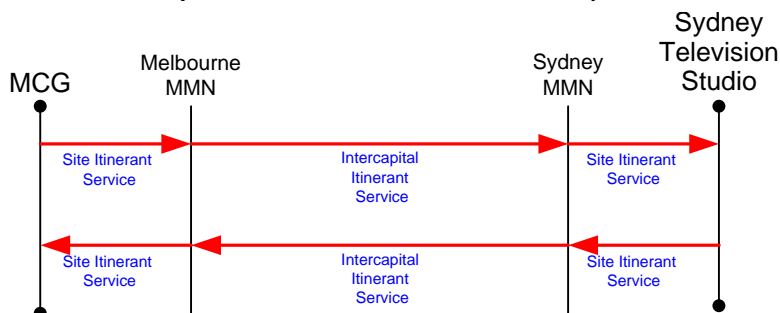 MCG
Melbourne
MMN
Sydney
MMN
Sydney
Television
Studio
Site Itinerant
Service
Intercapital
Itinerant
Service
Site Itinerant
Service
Site Itinerant
Service
Intercapital
Itinerant
Service
Site Itinerant
Service